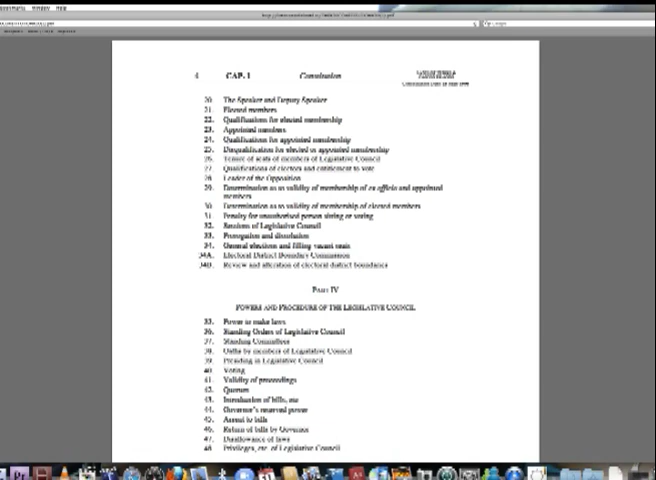 4 CAP. 1 Constitution
20. The Speaker and Deputy Speaker
21. Elected members
22. Qualifications for elected membership
23. Appointed members
24. Qualifications for appointed membership
25. Disqualification for elected or appointed membership
26. Tenure of seats of members of Legislative Council
27. Qualifications of electors and entitlement to vote
28. Leader of the Opposition
29. Determination as to validity of membership of ex officio and appointed
members
30. Determination as to validity of membership of elected members
31. Penalty for unauthorised person sitting or voting
32. Sessions of Legislative Council
33. Prorogation and dissolution
34. General elections and filling vacant seats
34A. Electoral District Boundary Commission
34B. Review and alteration of electoral district boundaries
PART IV
POWERS AND PROCEDURE OF THE LEGISLATIVE COUNCIL
35. Power to make laws
36. Standing Orders of Legislative Council
37. Standing Committees
38. Oaths by members of Legislative Council
39. Presiding in Legislative Council
40. Voting
41. Validity of proceedings
42. Quorum
43. Introduction of bills, etc
44. Governor's reserved power
45. Assent to bills
46. Return of bills by Governor
47. Disallowance of laws
48. Privileges, etc. of Legislative Council